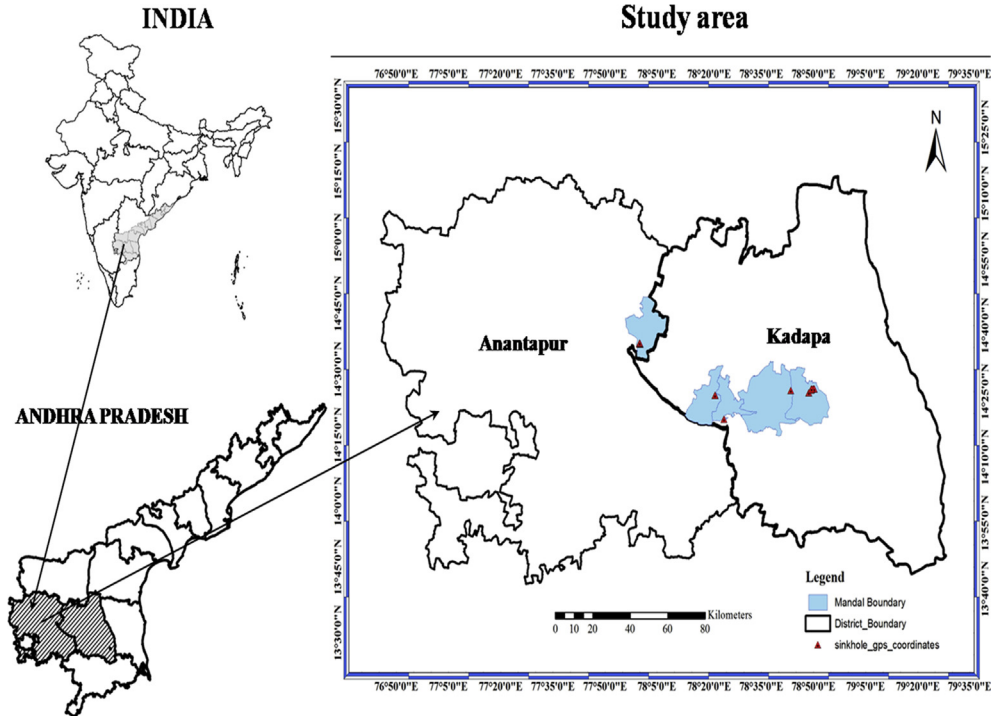 INDIA
Study area
76°50'0"E 77°5'0"E 77°20'0"E 77°35'0"E 77°50'0"E 78°5'0"E 78°20'0"E 78°35'0"E 78°50'0"E 79°5'0"E 79°20'0"E 79°35'0"E
15°30'0"N
15°15'0"N
15°0'0"N
14°45'0"N
14°30'0"N
14°15'0"N
14°0'0"N
13°45'0"N
13°30'0"N
N
Anantapur
Kadapa
ANDHRA PRADESH
15°25'0"N
15°10'0"N
14°55'0"N
14°40'0"N
14°25'0"N
14°10'0"N
13°55'0"N
13°40'0"N
Legend
Mandal Boundary
District_Boundary
sinkhole_gps_coordinates
Kilometers
0 10 20 40 60 80
76°50'0"E 77°5'0"E 77°20'0"E 77°35'0"E 77°50'0"E 78°5'0"E 78°20'0"E 78°35'0"E 78°50'0"E 79°5'0"E 79°20'0"E 79°35'0"E